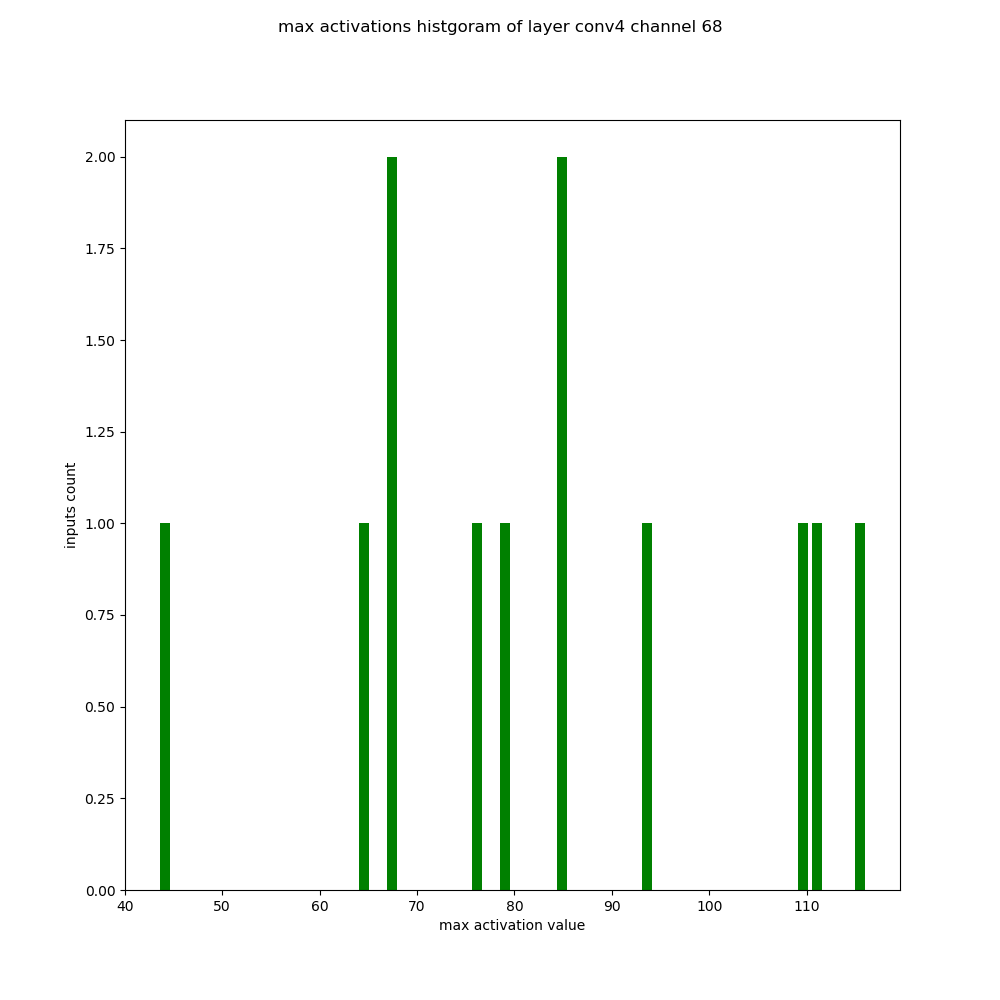 max activations histgoram of layer conv4 channel 68
2.00
1.75
1.50
1.25
1.00
0.75
0.50
0.25
0.00
inputs count
40 50 60 70 80 90 100 110
max activation value